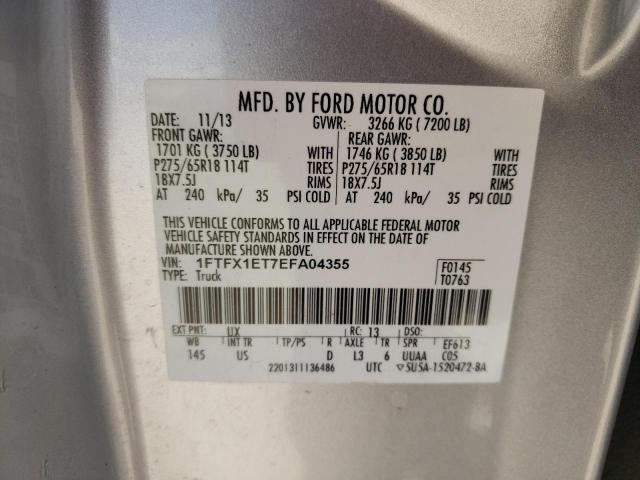 MFD. BY FORD MOTOR CO.
DATE: 11/13 GVWR: 3266 KG ( 7200 LB)
FRONT GAWR: REAR GAWR:
1701 KG ( 3750 LB) WITH 1746 KG ( 3850 LB) WITH
P275/65R18 114T TIRES P275/65R18 114T TIRES
18X7.5J RIMS 18X7.5J RIMS
AT 240 kPa/ 35 PSI COLD AT 240 kPa/ 35 PSI COLD
THIS VEHICLE CONFORMS TO ALL APPLICABLE FEDERAL MOTOR
VEHICLE SAFETY STANDARDS IN EFFECT ON THE DATE OF
MANUFACTURE SHOWN ABOVE.
VIN: 1FTFX1ET7EFA04355 F0145
TYPE: Truck T0763
EXT PNT: UX RC: 13 DSO:
WB INT TR TP/PS R AXLE TR SPR EF613
145 US D L3 6 UUAA C05
2201311136486 UTC ▽5U5A-1520472-BA